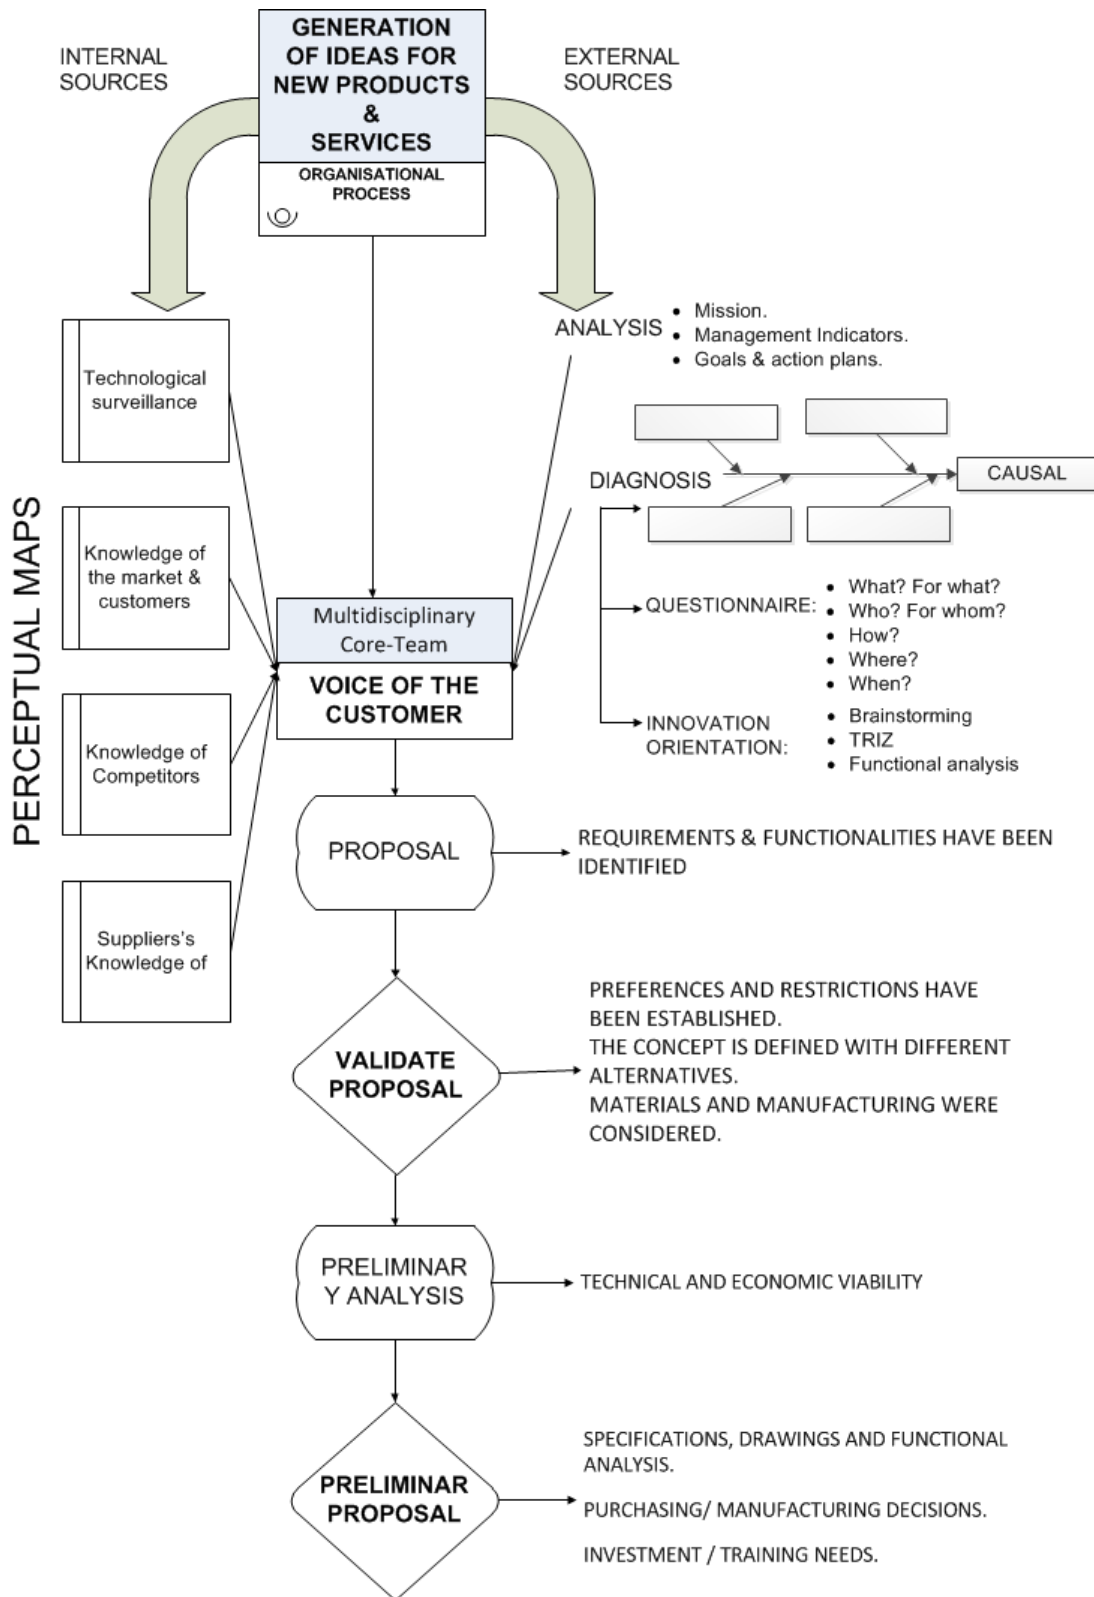 INTERNAL
SOURCES
GENERATION
OF IDEAS FOR
NEW PRODUCTS
&
SERVICES
ORGANISATIONAL
PROCESS
EXTERNAL
SOURCES
PERCEPTUAL MAPS
Technological
surveillance
Knowledge of
the market &
customers
Knowledge of
Competitors
Suppliers's
Knowledge of
ANALYSIS
• Mission.
• Management Indicators.
• Goals & action plans.
DIAGNOSIS
CAUSAL
QUESTIONNAIRE:
• What? For what?
• Who? For whom?
• How?
• Where?
• When?
INNOVATION
ORIENTATION:
• Brainstorming
• TRIZ
• Functional analysis
Multidisciplinary
Core-Team
VOICE OF THE
CUSTOMER
PROPOSAL
REQUIREMENTS & FUNCTIONALITIES HAVE BEEN
IDENTIFIED
VALIDATE
PROPOSAL
PREFERENCES AND RESTRICTIONS HAVE
BEEN ESTABLISHED.
THE CONCEPT IS DEFINED WITH DIFFERENT
ALTERNATIVES.
MATERIALS AND MANUFACTURING WERE
CONSIDERED.
PRELIMINAR
Y ANALYSIS
TECHNICAL AND ECONOMIC VIABILITY
PRELIMINAR
PROPOSAL
SPECIFICATIONS, DRAWINGS AND FUNCTIONAL
ANALYSIS.
PURCHASING/ MANUFACTURING DECISIONS.
INVESTMENT / TRAINING NEEDS.